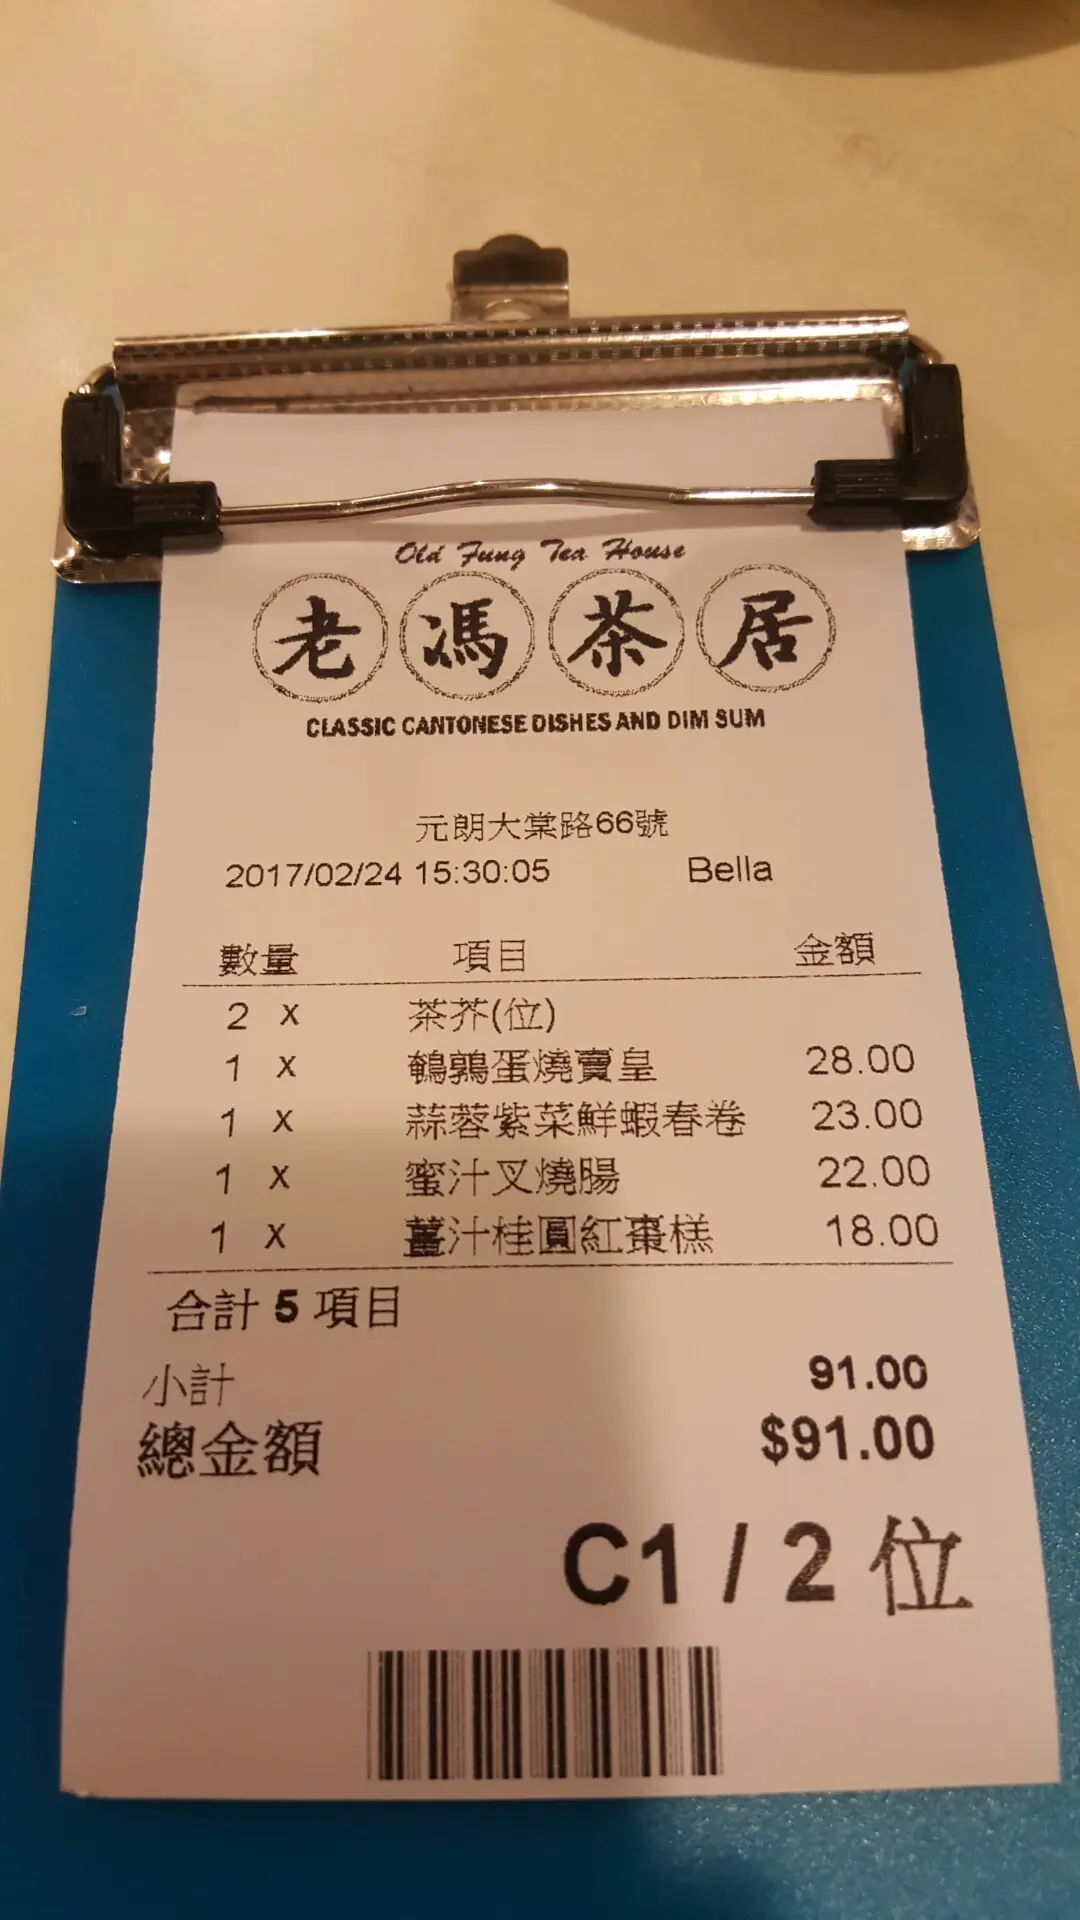 Old Fung Tea House
老馮茶居
CLASSIC CANTONESE DISHES AND DIM SUM
元朗大棠路66號
2017/02/24 15:30:05 Bella
數量 項目 金額
2 x 茶芥(位)
1 x 鵪鶉蛋燒賣皇 28.00
1 x 蒜蓉紫菜鮮蝦春卷 23.00
1 x 蜜汁叉燒腸 22.00
1 x 薑汁桂圓紅棗糕 18.00
合計 5 項目
小計 91.00
總金額 $91.00
C1 / 2 位